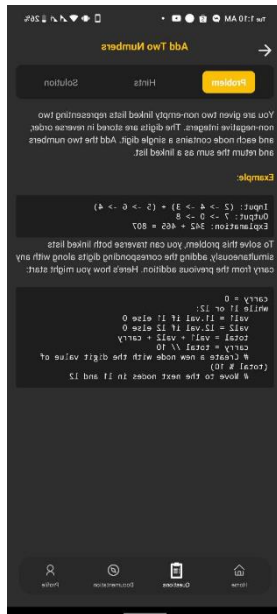 1:10 AM Tue
26%
Add Two Numbers
Problem
Hints
Solution
You are given two non-empty linked lists representing two
non-negative integers. The digits are stored in reverse order,
and each node contains a single digit. Add the two numbers
and return the sum as a linked list.
Example:
Input: (2 -> 4 -> 3) + (5 -> 6 -> 4)
Output: 7 -> 0 -> 8
Explanation: 342 + 465 = 807
To solve this problem, you can traverse both linked lists
simultaneously, adding the corresponding digits along with any
carry from the previous addition. Here's how you might start:
carry = 0
while l1 or l2:
val1 = l1.val if l1 else 0
val2 = l2.val if l2 else 0
total = val1 + val2 + carry
carry = total // 10
# Create a new node with the digit value of
(total % 10)
# Move to the next nodes in l1 and l2
Home
Questions
Documentation
Profile